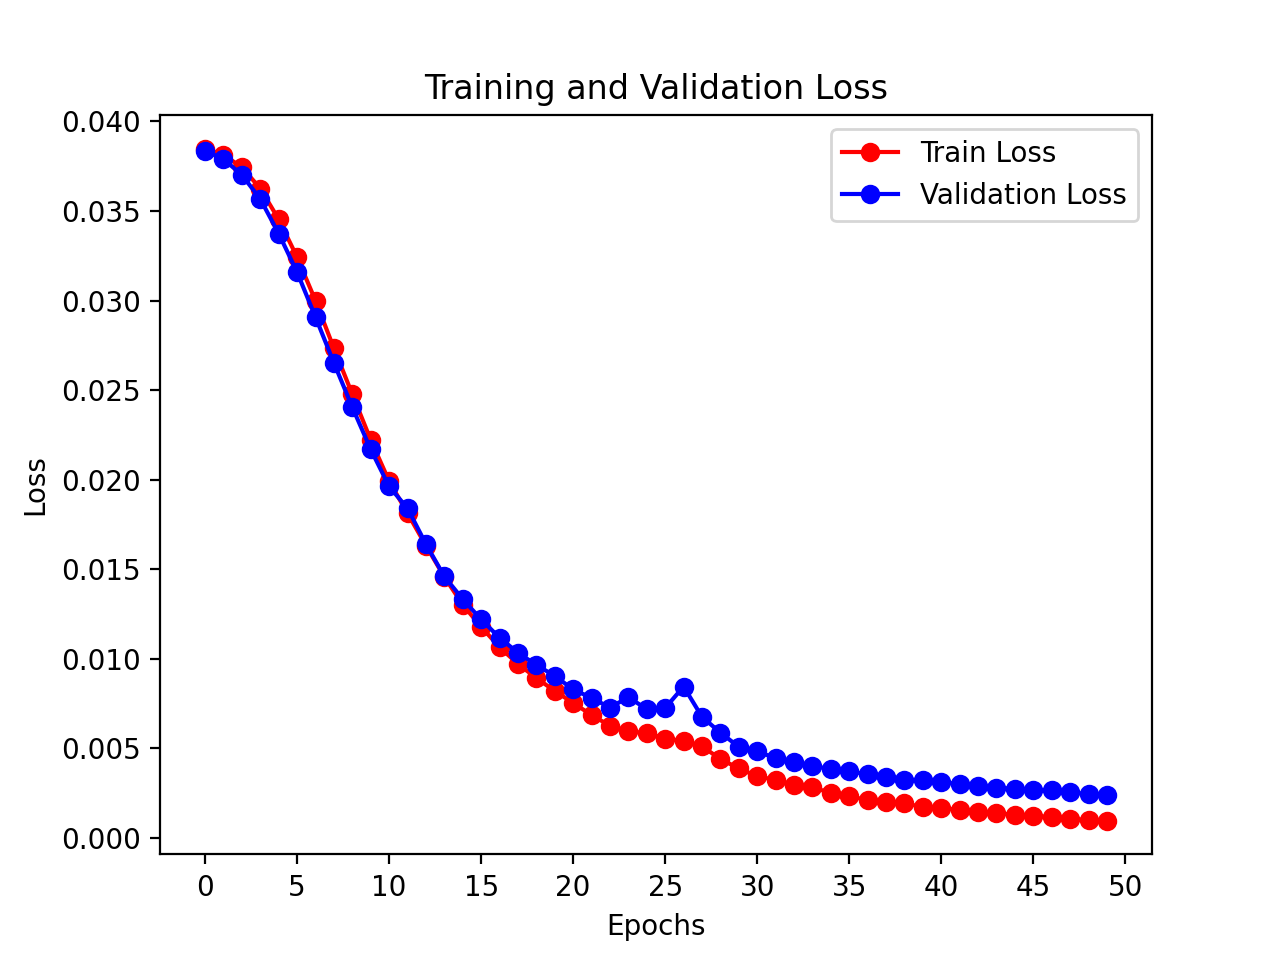 Training and Validation Loss
Train Loss
Validation Loss
0.040
0.035
0.030
0.025
0.020
0.015
0.010
0.005
0.000
Loss
0 5 10 15 20 25 30 35 40 45 50
Epochs